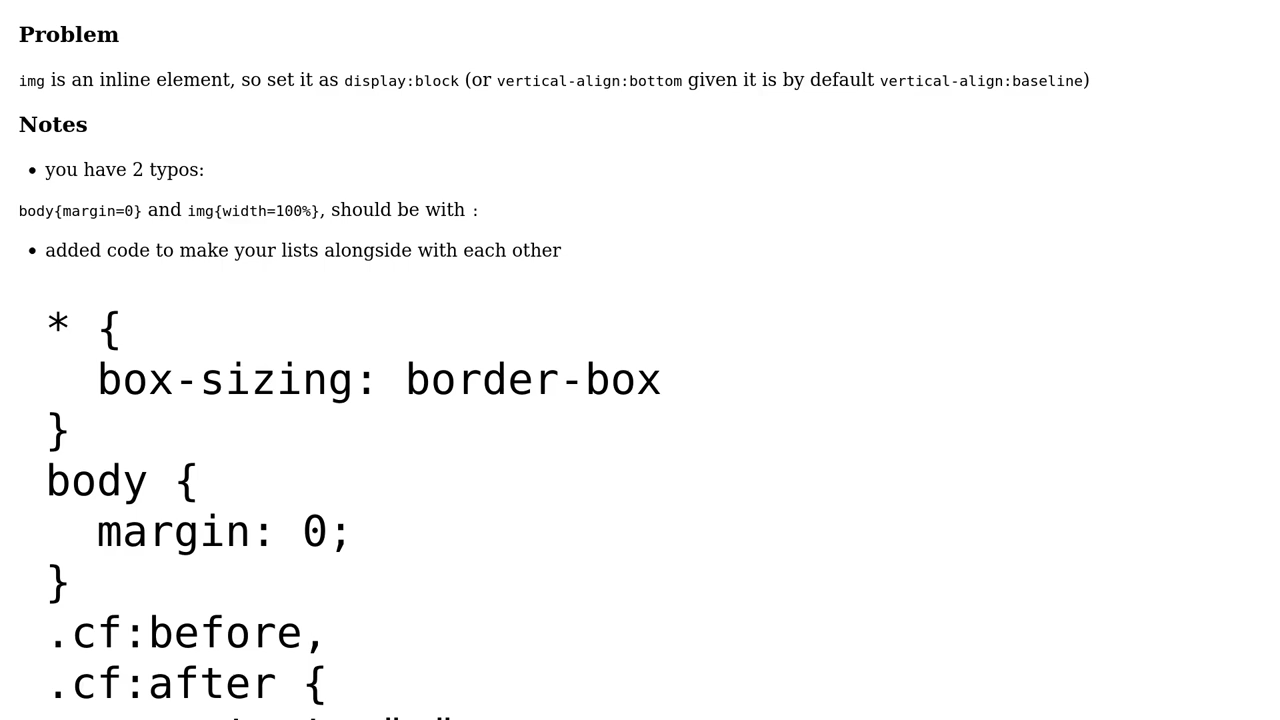 Problem
img is an inline element, so set it as display:block (or vertical-align:bottom given it is by default vertical-align:baseline)
Notes
• you have 2 typos:
body{margin=0} and img{width=100%}, should be with :
• added code to make your lists alongside with each other
* {
  box-sizing: border-box
}
body {
  margin: 0;
}
.cf:before,
.cf:after {